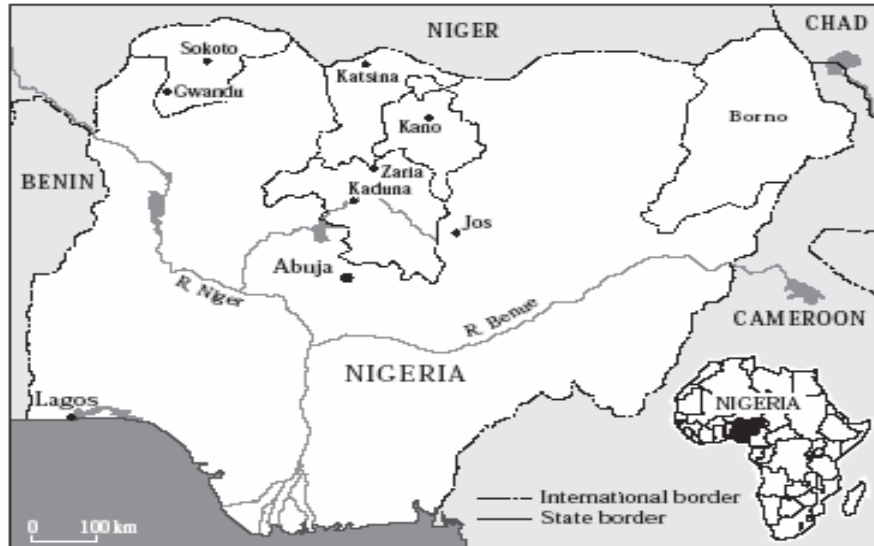 NIGER
CHAD
Sokoto
Katsina
Gwandu
Kano
Borno
BENIN
Zaria
Kaduna
Jos
Abuja
R. Niger
R. Benue
CAMEROON
NIGERIA
Lagos
NIGERIA
International border
State border
0 100 km